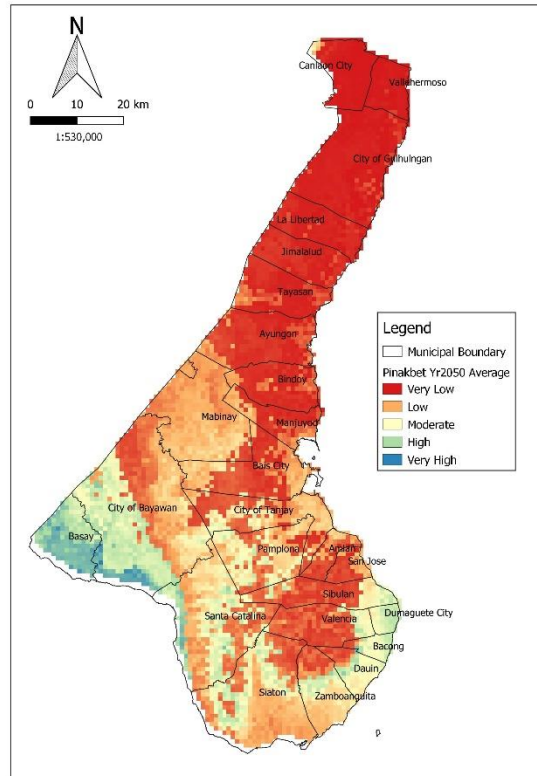 N
0 10 20 km
1:530,000
Canlaon City
Vallehermoso
City of Guihulngan
La Libertad
Jimalalud
Tayasan
Ayungon
Bindoy
Mabinay
Manjuyod
Bais City
City of Bayawan
City of Tanjay
Basay
Pamplona
Amlan
San Jose
Sibulan
Santa Catalina
Valencia
Dumaguete City
Bacong
Dauin
Siaton
Zamboanguita
Legend
Municipal Boundary
Pinakbet Yr2050 Average
Very Low
Low
Moderate
High
Very High